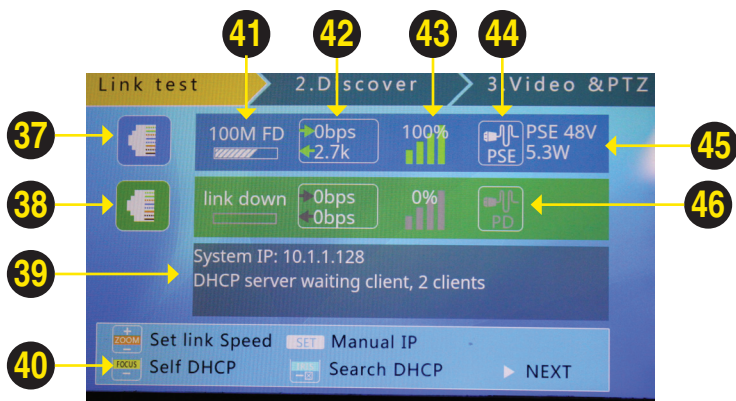 41 42 43 44
Link test 2.Discover 3.Video &PTZ
37
100M FD 0bps 100% PSE 48V
2.7k PSE 5.3W
45
38
link down 0bps 0%
0bps PD
46
39
System IP: 10.1.1.128
DHCP server waiting client, 2 clients
40
+ ZOOM − Set link Speed SET Manual IP -
FOCUS − Self DHCP Search DHCP NEXT